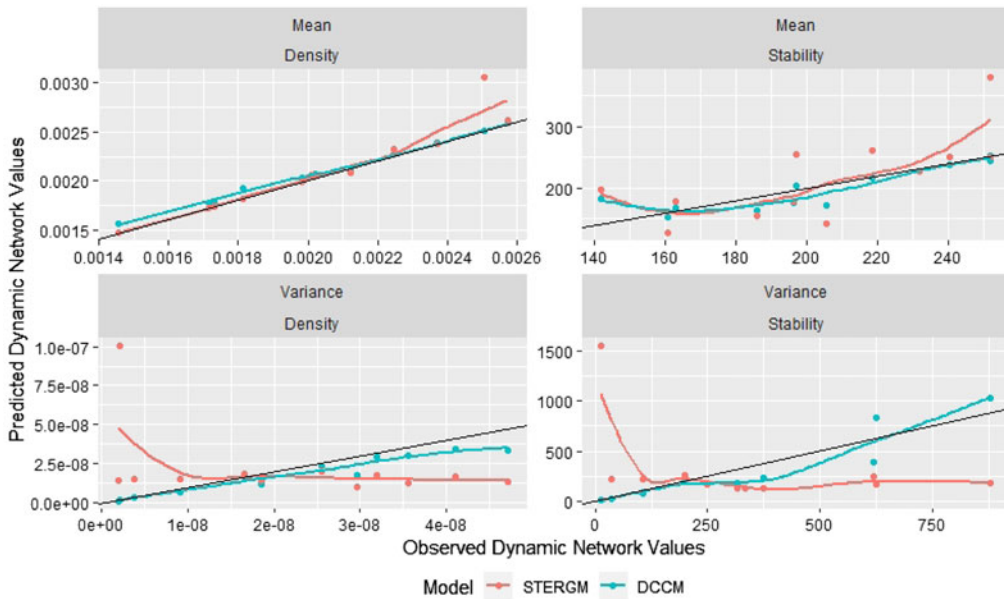 Mean
Density
Mean
Stability
0.0030
0.0025
0.0020
0.0015
0.0014 0.0016 0.0018 0.0020 0.0022 0.0024 0.0026
300
200
140 160 180 200 220 240
Variance
Density
Variance
Stability
1.0e-07
7.5e-08
5.0e-08
2.5e-08
0.0e+00
0e+00 1e-08 2e-08 3e-08 4e-08
1500
1000
500
0
0 250 500 750
Predicted Dynamic Network Values
Observed Dynamic Network Values
Model STERGM DCCM